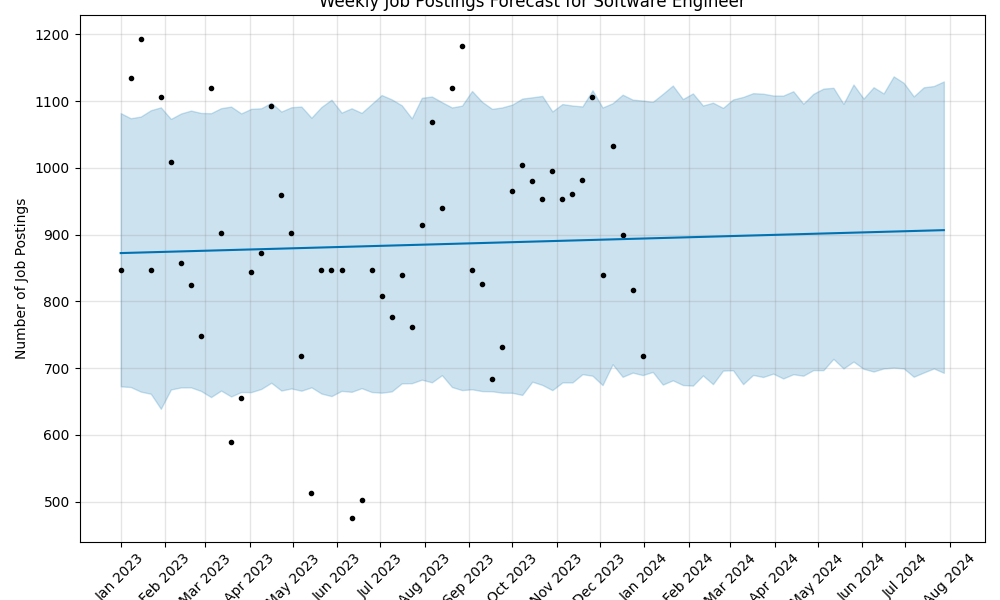 Weekly Job Postings Forecast for Software Engineer
Number of Job Postings
1200
1100
1000
900
800
700
600
500
Jan 2023
Feb 2023
Mar 2023
Apr 2023
May 2023
Jun 2023
Jul 2023
Aug 2023
Sep 2023
Oct 2023
Nov 2023
Dec 2023
Jan 2024
Feb 2024
Mar 2024
Apr 2024
May 2024
Jun 2024
Jul 2024
Aug 2024